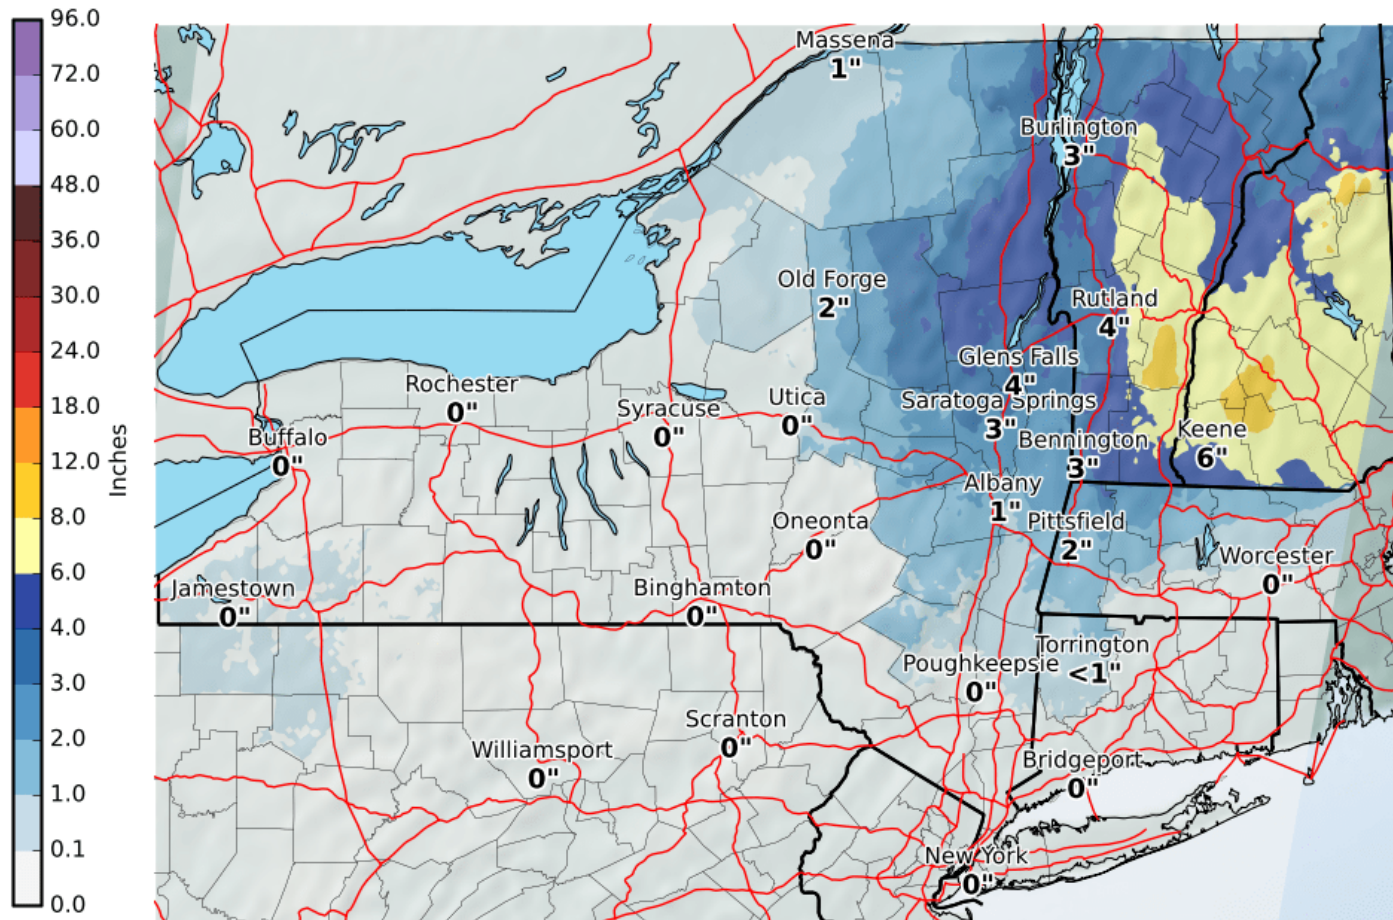 96.0
72.0
60.0
48.0
36.0
30.0
24.0
18.0
12.0
8.0
6.0
4.0
3.0
2.0
1.0
0.1
0.0
Inches
Massena
1"
Burlington
3"
Old Forge
2"
Rutland
4"
Glens Falls
4"
Saratoga Springs
3"
Rochester
0"
Syracuse
0"
Utica
0"
Buffalo
0"
Bennington
3"
Keene
6"
Albany
1"
Oneonta
0"
Pittsfield
2"
Worcester
0"
Jamestown
0"
Binghamton
0"
Torrington
<1"
Poughkeepsie
0"
Scranton
0"
Williamsport
0"
Bridgeport
0"
New York
0"